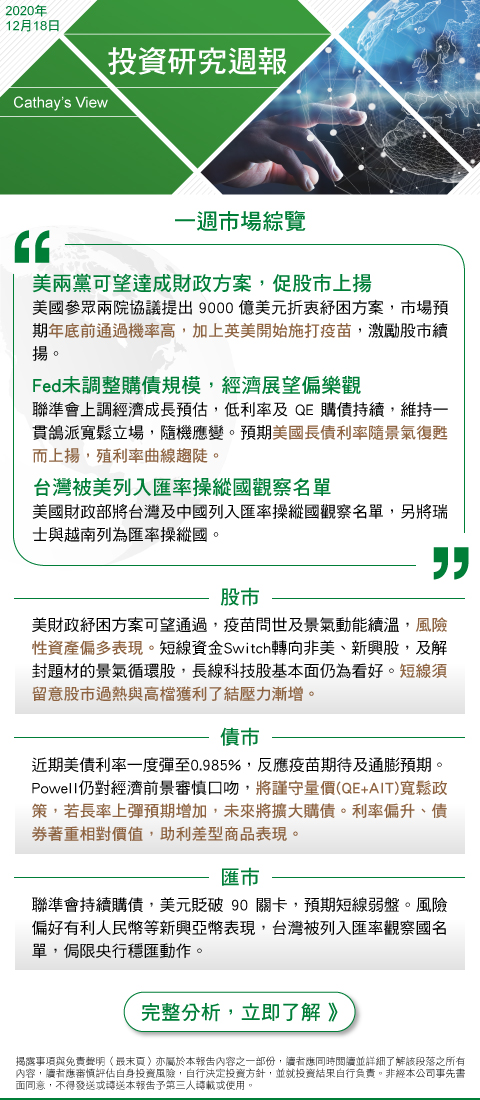 2020年
12月18日
投資研究週報
Cathay's View
一週市場綜覽
美兩黨可望達成財政方案，促股市上揚
美國參眾兩院協議提出 9000 億美元折衷紓困方案，市場預
期年底前通過機率高，加上英美開始施打疫苗，激勵股市續
揚。
Fed未調整購債規模，經濟展望偏樂觀
聯準會上調經濟成長預估，低利率及 QE 購債持續，維持一
貫鴿派寬鬆立場，隨機應變。預期美國長債利率隨景氣復甦
而上揚，殖利率曲線趨陡。
台灣被美列入匯率操縱國觀察名單
美國財政部將台灣及中國列入匯率操縱國觀察名單，另將瑞
士與越南列為匯率操縱國。
股市
美財政紓困方案可望通過，疫苗問世及景氣動能續溫，風險
性資產偏多表現。短線資金Switch轉向非美、新興股，及解
封題材的景氣循環股，長線科技股基本面仍為看好。短線須
留意股市過熱與高檔獲利了結壓力漸增。
債市
近期美債利率一度彈至0.985%，反應疫苗期待及通膨預期。
Powell仍對經濟前景審慎口吻，將謹守量價(QE+AIT)寬鬆政
策，若長率上彈預期增加，未來將擴大購債。利率偏升、債
券著重相對價值，助利差型商品表現。
匯市
聯準會持續購債，美元貶破 90 關卡，預期短線弱盤。風險
偏好有利人民幣等新興亞幣表現，台灣被列入匯率觀察國名
單，侷限央行穩匯動作。
完整分析，立即了解 》
揭露事項與免責聲明（最末頁）亦屬於本報告內容之一部份，讀者應同時閱讀並詳細了解該段落之所有
內容，讀者應審慎評估自身投資風險，自行決定投資方針，並就投資結果自行負責。非經本公司事先書
面同意，不得發送或轉送本報告予第三人轉載或使用。